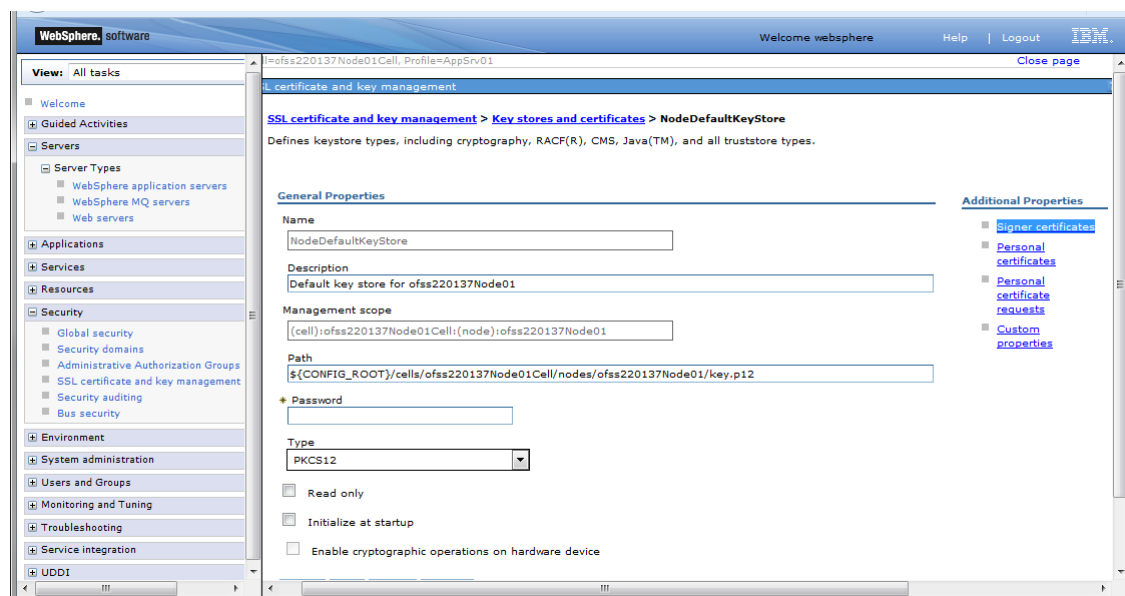 WebSphere. software
Welcome websphere
Help | Logout
IBM.
View: All tasks
ll=ofss220137Node01Cell, Profile=AppSrv01
Close page
Welcome
Guided Activities
Servers
Server Types
WebSphere application servers
WebSphere MQ servers
Web servers
Applications
Services
Resources
Security
Global security
Security domains
Administrative Authorization Groups
SSL certificate and key management
Security auditing
Bus security
Environment
System administration
Users and Groups
Monitoring and Tuning
Troubleshooting
Service integration
UDDI
SL certificate and key management
SSL certificate and key management > Key stores and certificates > NodeDefaultKeyStore
Defines keystore types, including cryptography, RACF(R), CMS, Java(TM), and all truststore types.
General Properties
Name
NodeDefaultKeyStore
Description
Default key store for ofss220137Node01
Management scope
(cell):ofss220137Node01Cell:(node):ofss220137Node01
Path
${CONFIG_ROOT}/cells/ofss220137Node01Cell/nodes/ofss220137Node01/key.p12
* Password
Type
PKCS12
Read only
Initialize at startup
Enable cryptographic operations on hardware device
Additional Properties
Signer certificates
Personal
certificates
Personal
certificate
requests
Custom
properties